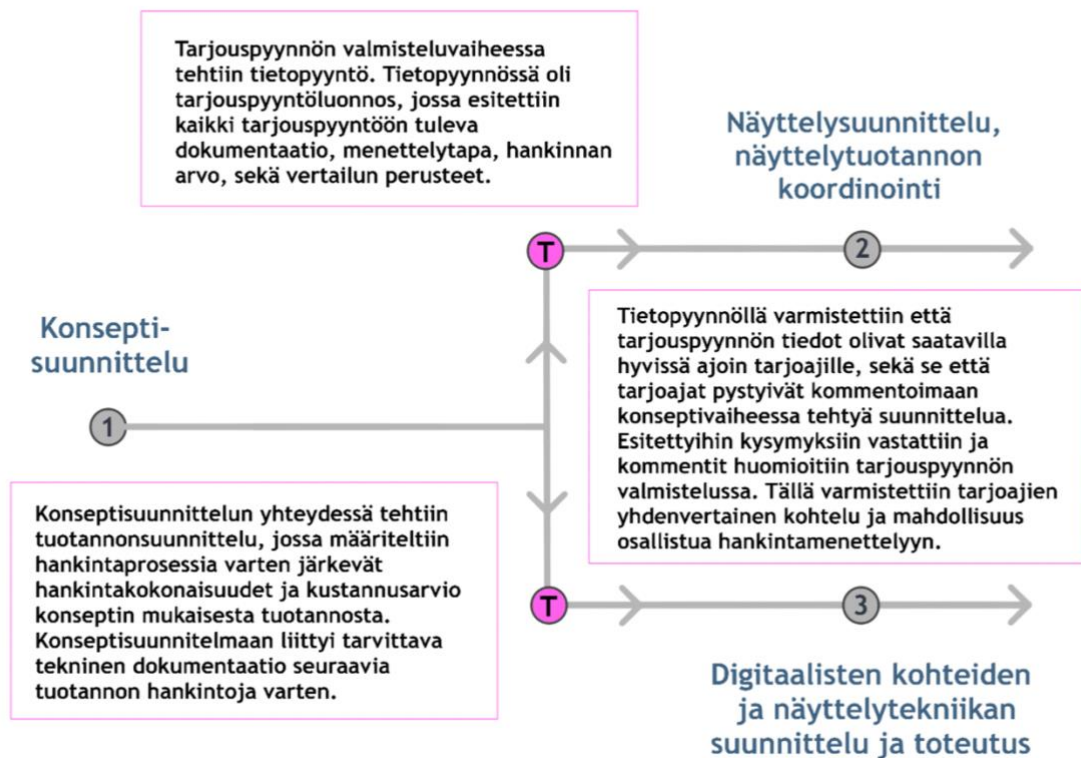 Tarjouspyynnön valmisteluvaiheessa
tehtiin tietopyyntö. Tietopyynnössä oli
tarjouspyyntöluonnos, jossa esitettiin
kaikki tarjouspyyntöön tuleva
dokumentaatio, menettelytapa, hankinnan
arvo, sekä vertailun perusteet.
Näyttelysuunnittelu,
näyttelytuotannon
koordinointi
T
2
Konsepti-
suunnittelu
1
Tietopyynnöllä varmistettiin että
tarjouspyynnön tiedot olivat saatavilla
hyvissä ajoin tarjoajille, sekä se että
tarjoajat pystyivät kommentoimaan
konseptivaiheessa tehtyä suunnittelua.
Esitettyihin kysymyksiin vastattiin ja
kommentit huomioitiin tarjouspyynnön
valmistelussa. Tällä varmistettiin tarjoajien
yhdenvertainen kohtelu ja mahdollisuus
osallistua hankintamenettelyyn.
Konseptisuunnittelun yhteydessä tehtiin
tuotannonsuunnittelu, jossa määriteltiin
hankintaprosessia varten järkevät
hankintakokonaisuudet ja kustannusarvio
konseptin mukaisesta tuotannosta.
Konseptisuunnitelmaan liittyi tarvittava
tekninen dokumentaatio seuraavia
tuotannon hankintoja varten.
T
3
Digitaalisten kohteiden
ja näyttelytekniikan
suunnittelu ja toteutus